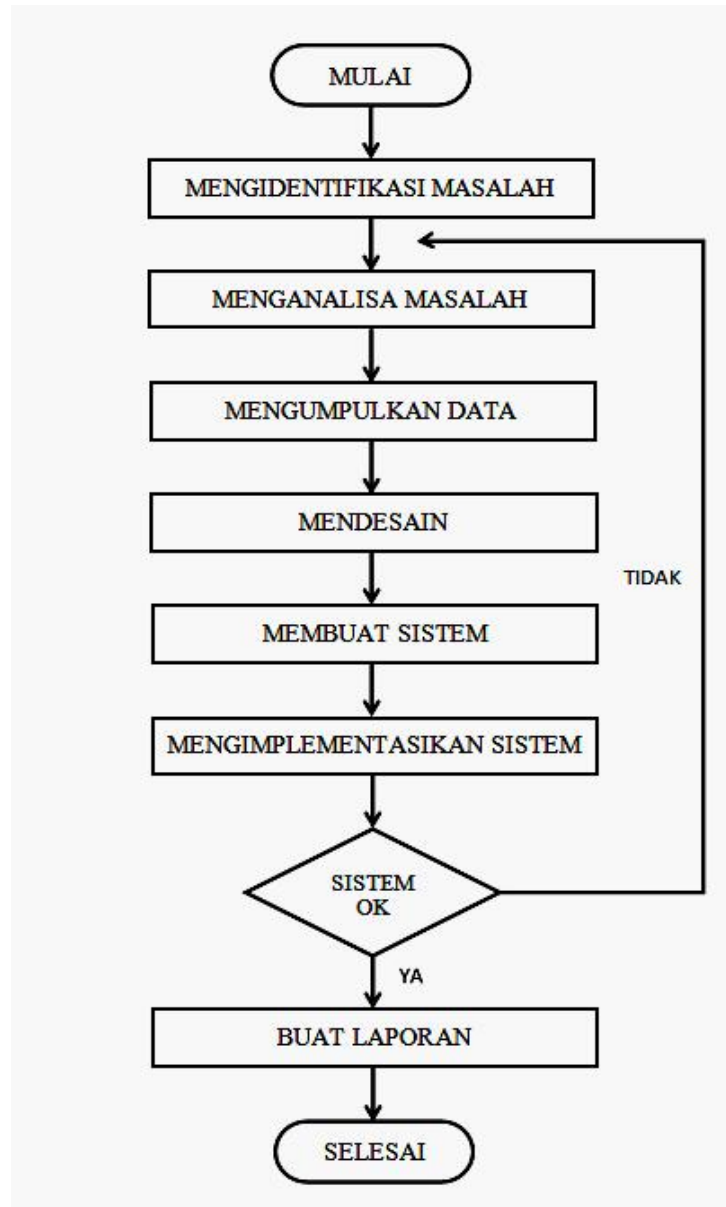 MULAI
MENGIDENTIFIKASI MASALAH
MENGANALISA MASALAH
MENGUMPULKAN DATA
MENDESAIN
TIDAK
MEMBUAT SISTEM
MENGIMPLEMENTASIKAN SISTEM
SISTEM
OK
YA
BUAT LAPORAN
SELESAI